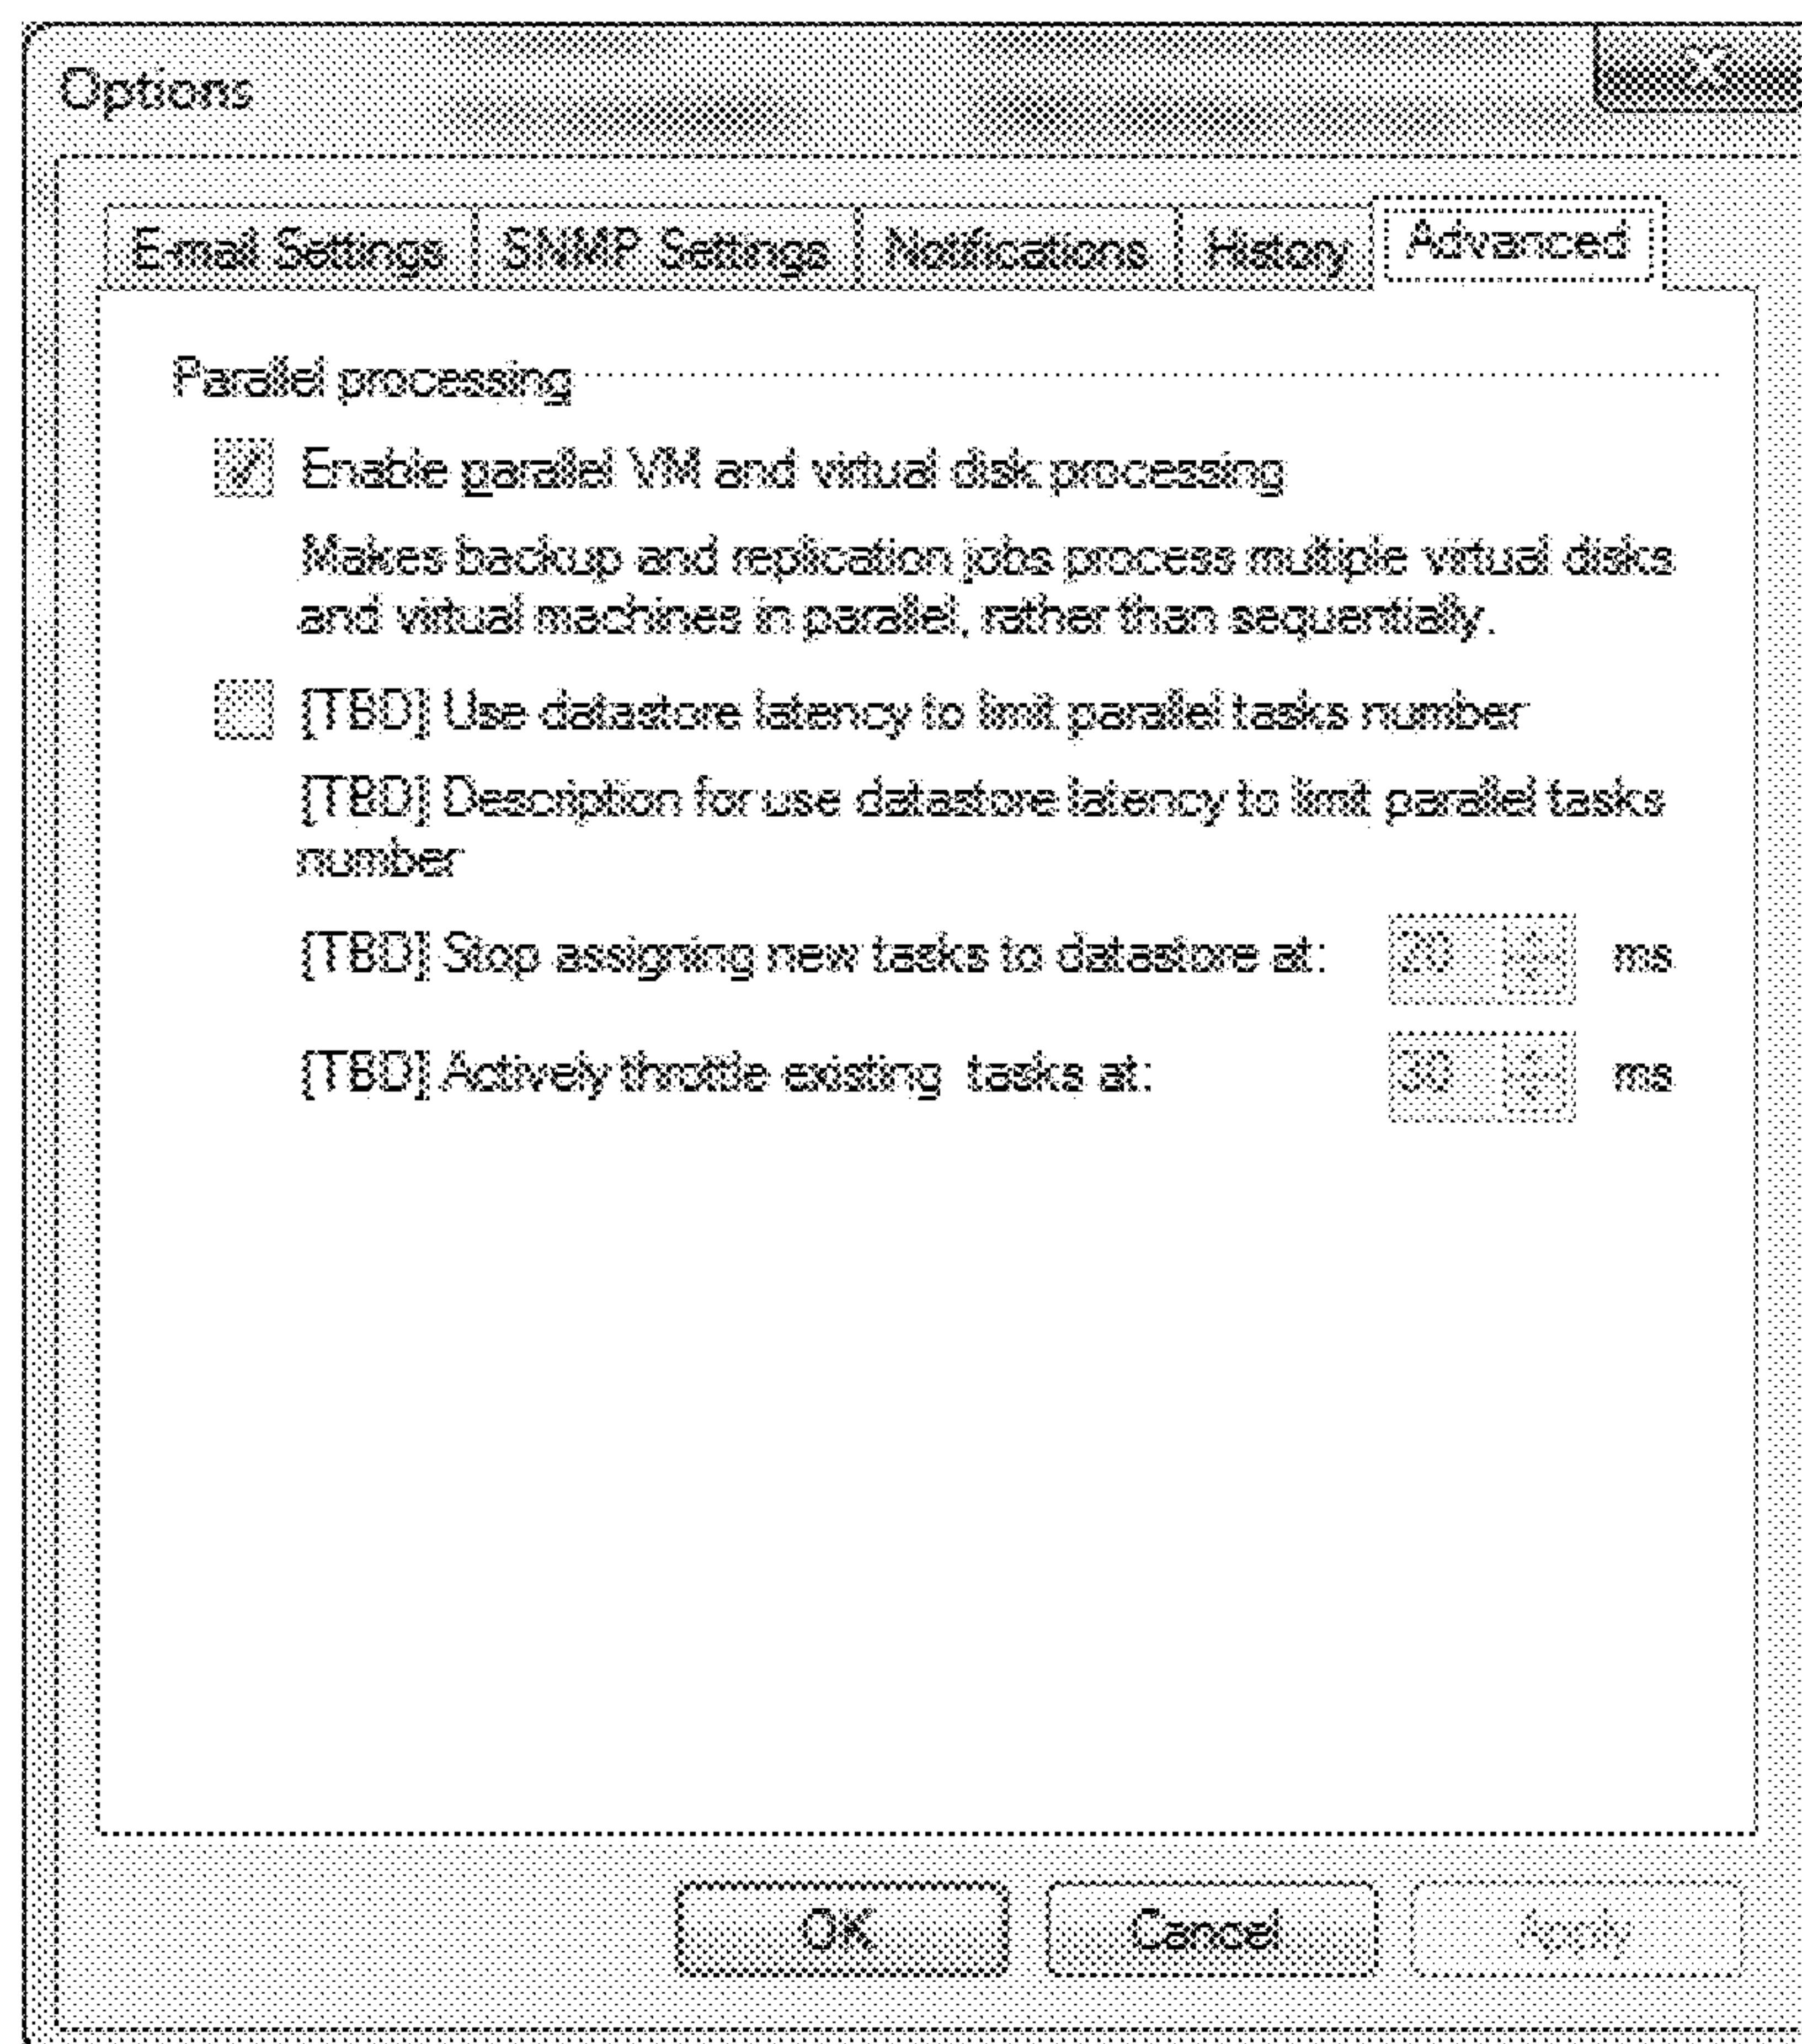 Options
E-mail Settings SNMP Settings Notifications History Advanced
Parallel processing
Enable parallel VM and virtual disk processing
Makes backup and replication jobs process multiple virtual disks
and virtual machines in parallel, rather than sequentially.
[TBD] Use datastore latency to limit parallel tasks number
[TBD] Description for use datastore latency to limit parallel tasks
number
[TBD] Stop assigning new tasks to datastore at: 20 ms
[TBD] Actively throttle existing tasks at: 30 ms
OK Cancel Apply